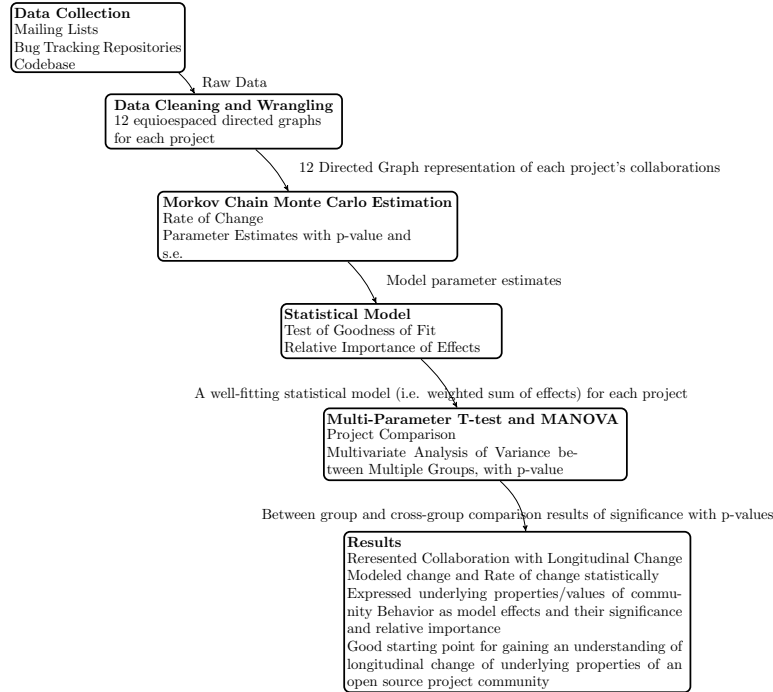 Data Collection
Mailing Lists
Bug Tracking Repositories
Codebase
Raw Data
Data Cleaning and Wrangling
12 equioespaced directed graphs
for each project
12 Directed Graph representation of each project's collaborations
Morkov Chain Monte Carlo Estimation
Rate of Change
Parameter Estimates with p-value and
s.e.
Model parameter estimates
Statistical Model
Test of Goodness of Fit
Relative Importance of Effects
A well-fitting statistical model (i.e. weighted sum of effects) for each project
Multi-Parameter T-test and MANOVA
Project Comparison
Multivariate Analysis of Variance be-
tween Multiple Groups, with p-value
Between group and cross-group comparison results of significance with p-values
Results
Reresented Collaboration with Longitudinal Change
Modeled change and Rate of change statistically
Expressed underlying properties/values of commu-
nity Behavior as model effects and their significance
and relative importance
Good starting point for gaining an understanding of
longitudinal change of underlying properties of an
open source project community